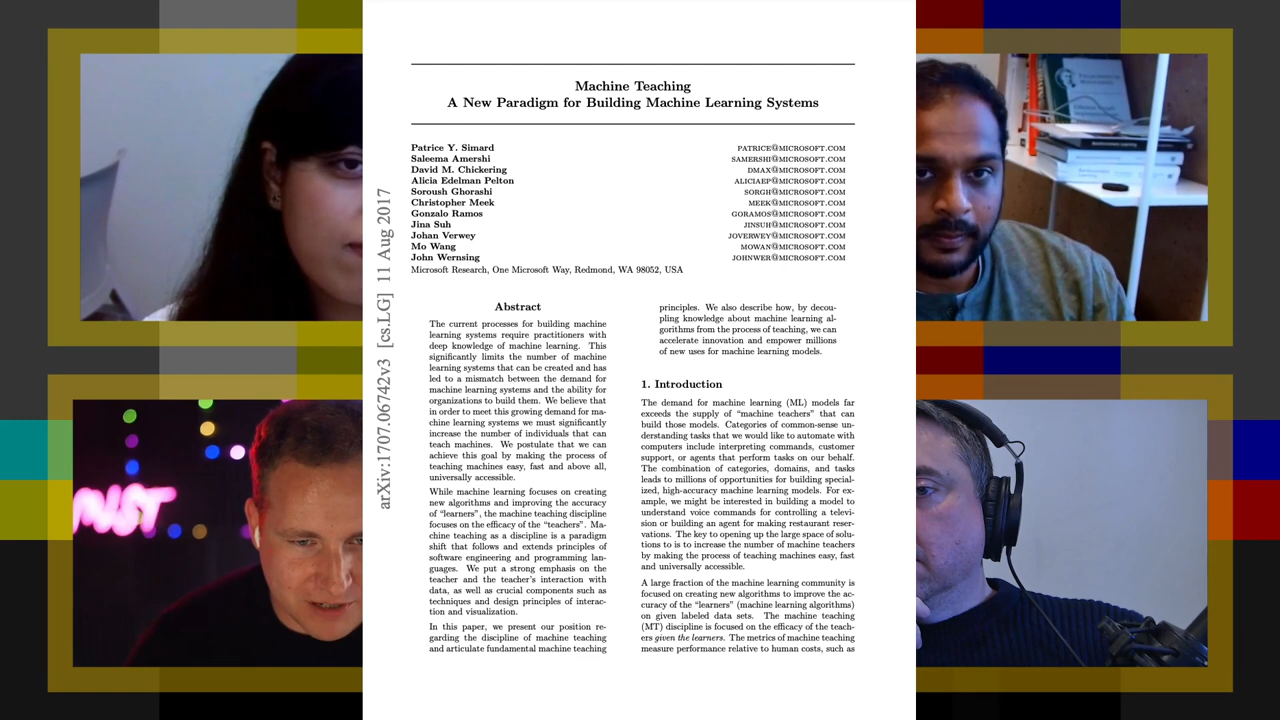 Machine Teaching
A New Paradigm for Building Machine Learning Systems
Patrice Y. Simard PATRICE@MICROSOFT.COM
Saleema Amershi SAMERSHI@MICROSOFT.COM
David M. Chickering DMAX@MICROSOFT.COM
Alicia Edelman Pelton ALICIAEP@MICROSOFT.COM
Soroush Ghorashi SORGH@MICROSOFT.COM
Christopher Meek MEEK@MICROSOFT.COM
Gonzalo Ramos GORAMOS@MICROSOFT.COM
Jina Suh JINSUH@MICROSOFT.COM
Johan Verwey JOVERWEY@MICROSOFT.COM
Mo Wang MOWAN@MICROSOFT.COM
John Wernsing JOHNWER@MICROSOFT.COM
Microsoft Research, One Microsoft Way, Redmond, WA 98052, USA
arXiv:1707.06742v3 [cs.LG] 11 Aug 2017
Abstract
The current processes for building machine
learning systems require practitioners with
deep knowledge of machine learning. This
significantly limits the number of machine
learning systems that can be created and has
led to a mismatch between the demand for
machine learning systems and the ability for
organizations to build them. We believe that
in order to meet this growing demand for ma-
chine learning systems we must significantly
increase the number of individuals that can
teach machines. We postulate that we can
achieve this goal by making the process of
teaching machines easy, fast and above all,
universally accessible.
While machine learning focuses on creating
new algorithms and improving the accuracy
of “learners”, the machine teaching discipline
focuses on the efficacy of the “teachers”. Ma-
chine teaching as a discipline is a paradigm
shift that follows and extends principles of
software engineering and programming lan-
guages. We put a strong emphasis on the
teacher and the teacher’s interaction with
data, as well as crucial components such as
techniques and design principles of interac-
tion and visualization.
In this paper, we present our position re-
garding the discipline of machine teaching
and articulate fundamental machine teaching
principles. We also describe how, by decou-
pling knowledge about machine learning al-
gorithms from the process of teaching, we can
accelerate innovation and empower millions
of new uses for machine learning models.
1. Introduction
The demand for machine learning (ML) models far
exceeds the supply of “machine teachers” that can
build those models. Categories of common-sense un-
derstanding tasks that we would like to automate with
computers include interpreting commands, customer
support, or agents that perform tasks on our behalf.
The combination of categories, domains, and tasks
leads to millions of opportunities for building special-
ized, high-accuracy machine learning models. For ex-
ample, we might be interested in building a model to
understand voice commands for controlling a televi-
sion or building an agent for making restaurant reser-
vations. The key to opening up the large space of solu-
tions to is to increase the number of machine teachers
by making the process of teaching machines easy, fast
and universally accessible.
A large fraction of the machine learning community is
focused on creating new algorithms to improve the ac-
curacy of the “learners” (machine learning algorithms)
on given labeled data sets. The machine teaching
(MT) discipline is focused on the efficacy of the teach-
ers given the learners. The metrics of machine teaching
measure performance relative to human costs, such as